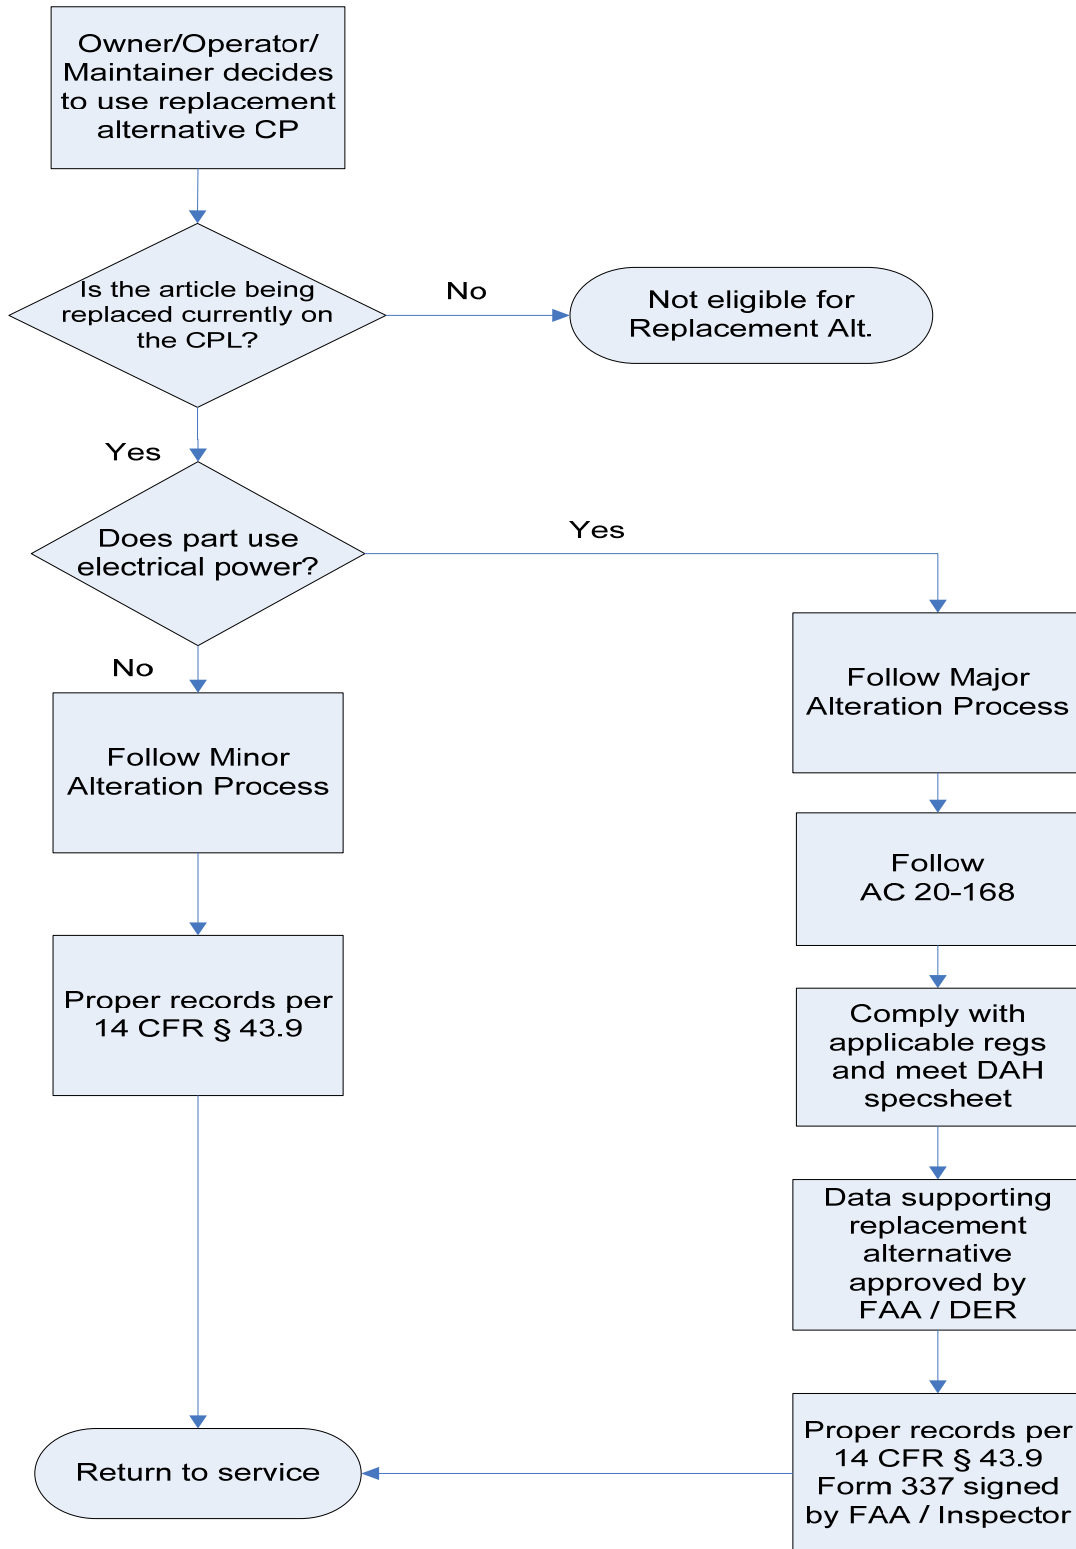 Owner/Operator/
Maintainer decides
to use replacement
alternative CP
Is the article being
replaced currently on
the CPL?
No
Not eligible for
Replacement Alt.
Yes
Does part use
electrical power?
Yes
No
Follow Minor
Alteration Process
Proper records per
14 CFR § 43.9
Follow Major
Alteration Process
Follow
AC 20-168
Comply with
applicable regs
and meet DAH
specsheet
Data supporting
replacement
alternative
approved by
FAA / DER
Proper records per
14 CFR § 43.9
Form 337 signed
by FAA / Inspector
Return to service